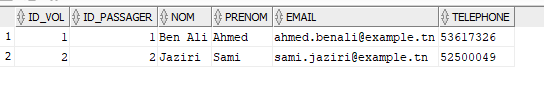 ID_VOL ID_PASSAGER NOM PRENOM EMAIL TELEPHONE
1 1 1 Ben Ali Ahmed ahmed.benali@example.tn 53617326
2 2 2 Jaziri Sami sami.jaziri@example.tn 52500049